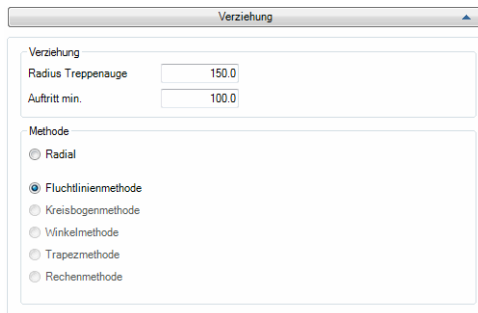 Verziehung
Verziehung
Radius Treppenauge 150.0
Auftritt min. 100.0
Methode
Radial
Fluchtlinienmethode
Kreisbogenmethode
Winkelmethode
Trapezmethode
Rechenmethode